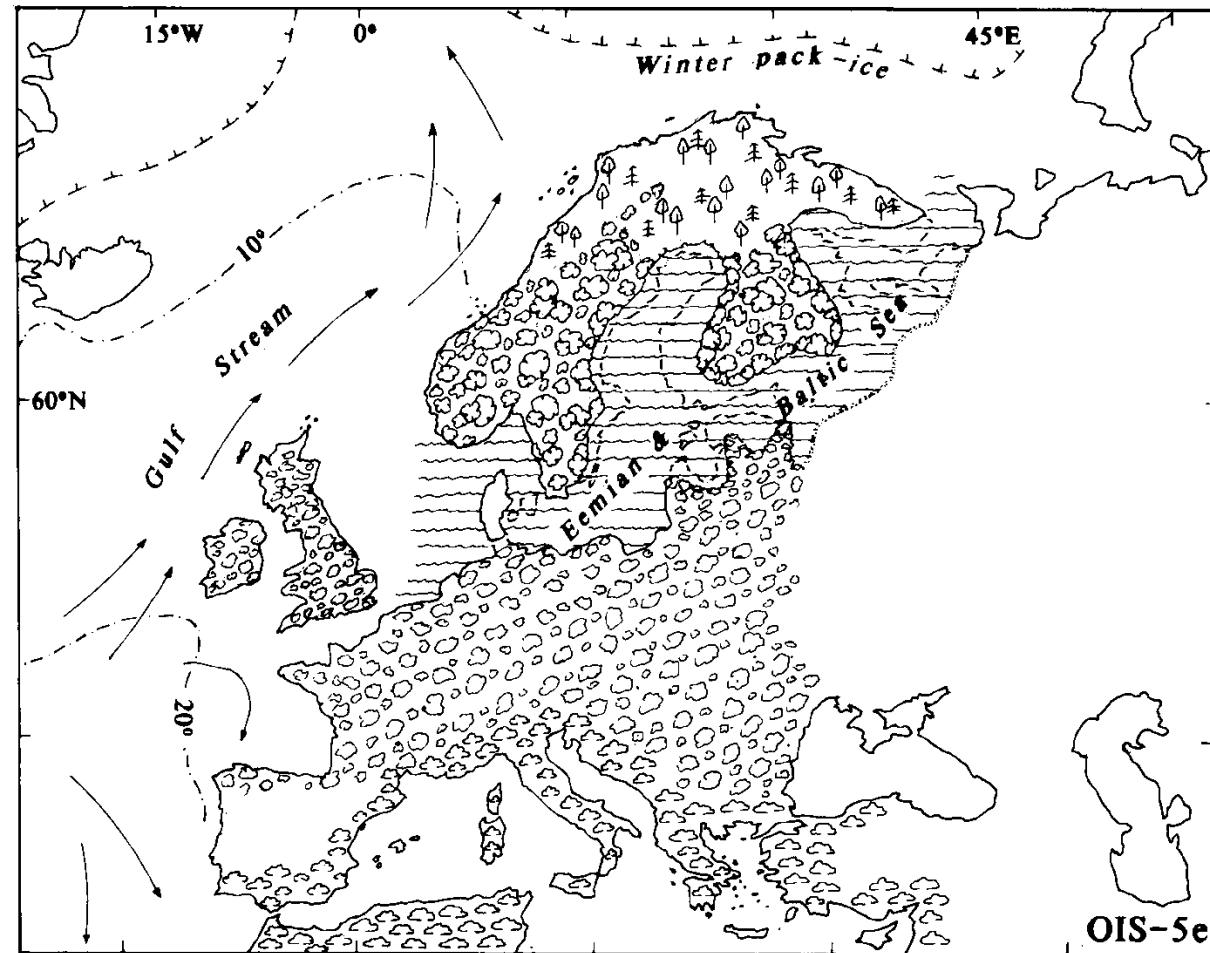 15°W 0° 45°E
Winter pack-ice
10°
Gulf Stream
60°N
Eemian & Baltic Sea
20°
OIS-5e